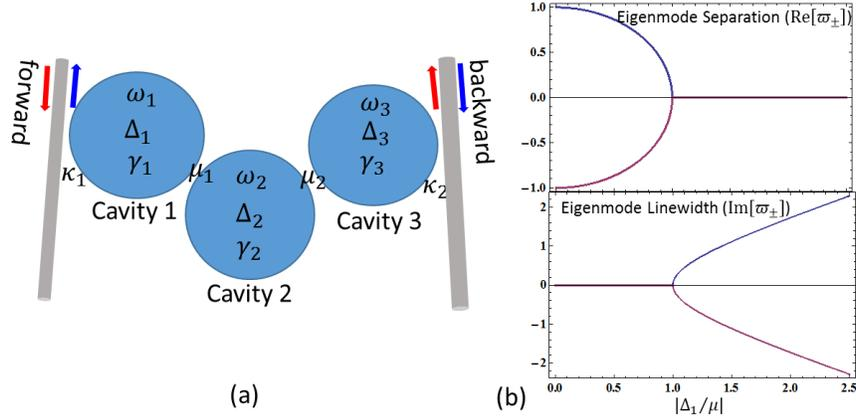 forward
backward
ω₁
Δ₁
γ₁
κ₁
μ₁
Cavity 1
ω₂
Δ₂
γ₂
Cavity 2
μ₂
ω₃
Δ₃
γ₃
κ₂
Cavity 3
(a)
Eigenmode Separation (Re[ϖ±])
1.0
0.5
0.0
−0.5
−1.0
Eigenmode Linewidth (Im[ϖ±])
2
1
0
−1
−2
0.0 0.5 1.0 1.5 2.0 2.5
|Δ₁/μ|
(b)